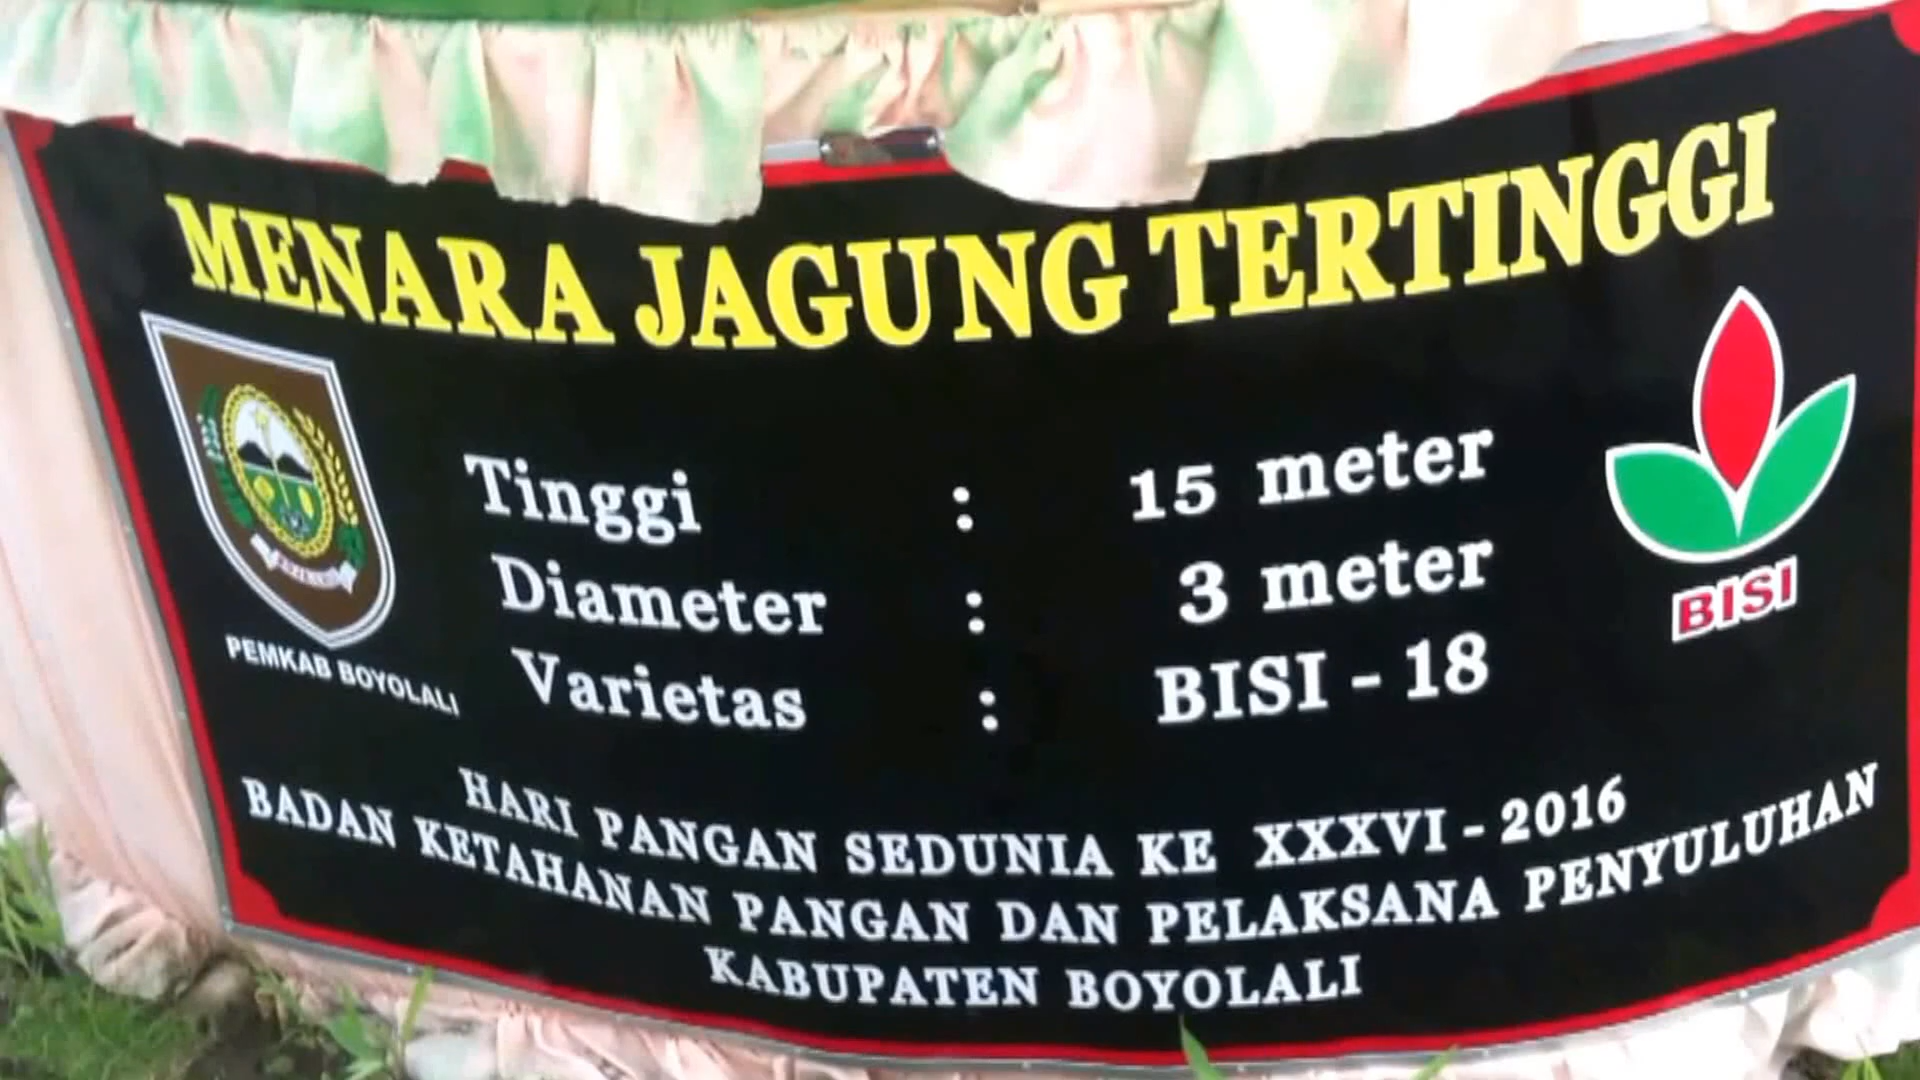 MENARA JAGUNG TERTINGGI
Tinggi : 15 meter
Diameter : 3 meter
Varietas : BISI - 18
PEMKAB BOYOLALI
BISI
HARI PANGAN SEDUNIA KE XXXVI - 2016
BADAN KETAHANAN PANGAN DAN PELAKSANA PENYULUHAN
KABUPATEN BOYOLALI